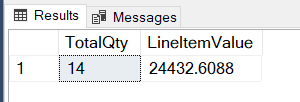 Results Messages
TotalQty LineItemValue
1 14 24432.6088